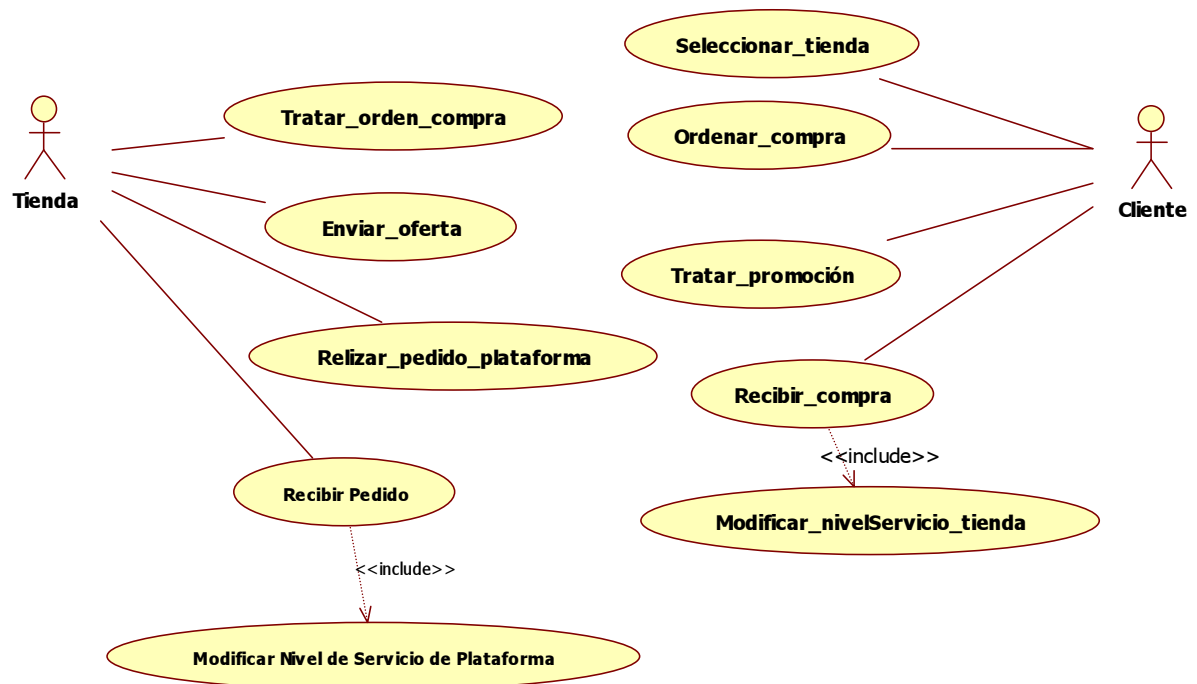 Seleccionar_tienda
Tratar_orden_compra
Ordenar_compra
Tienda
Cliente
Enviar_oferta
Tratar_promoción
Relizar_pedido_plataforma
Recibir_compra
<<include>>
Recibir Pedido
Modificar_nivelServicio_tienda
<<include>>
Modificar Nivel de Servicio de Plataforma